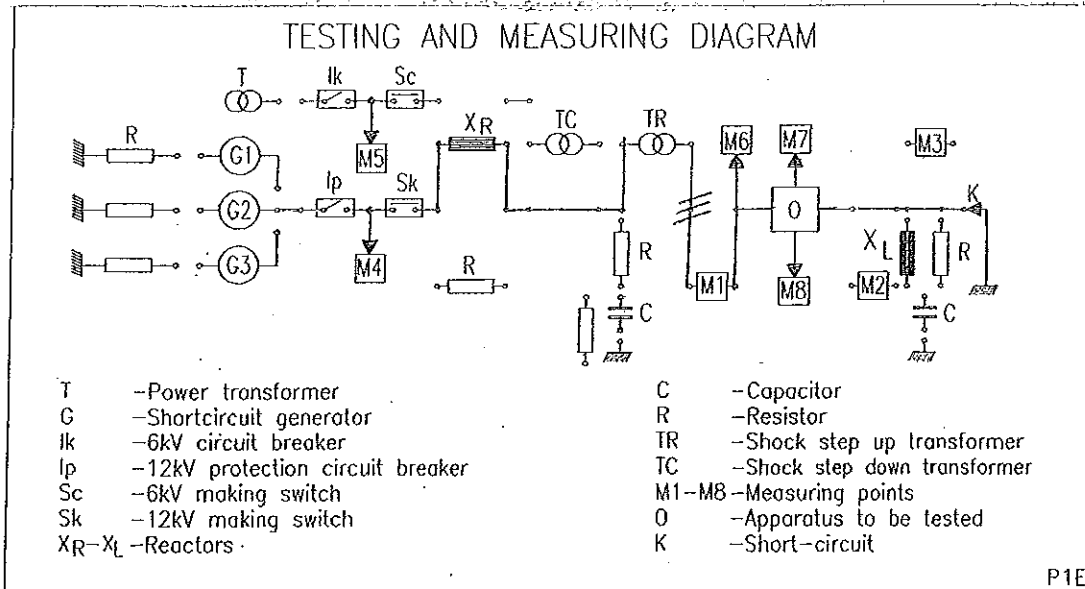 TESTING AND MEASURING DIAGRAM
T Ik Sc
R G1 M5 XR TC TR M6 M7 M3
G2 Ip Sk O K
G3 M4 R R M1 M8 XL M2 R
C C
T -Power transformer
G -Shortcircuit generator
Ik -6kV circuit breaker
Ip -12kV protection circuit breaker
Sc -6kV making switch
Sk -12kV making switch
XR-XL -Reactors
C -Capacitor
R -Resistor
TR -Shock step up transformer
TC -Shock step down transformer
M1-M8 -Measuring points
O -Apparatus to be tested
K -Short-circuit
P1E